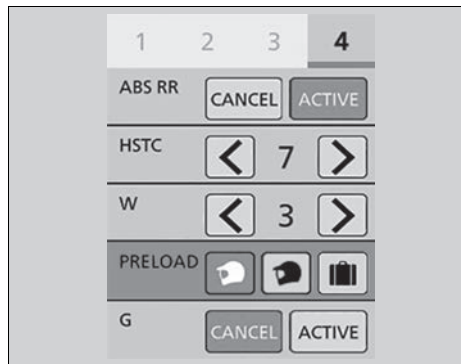 1 2 3 4
ABS RR CANCEL ACTIVE
HSTC 7
W 3
PRELOAD
G CANCEL ACTIVE